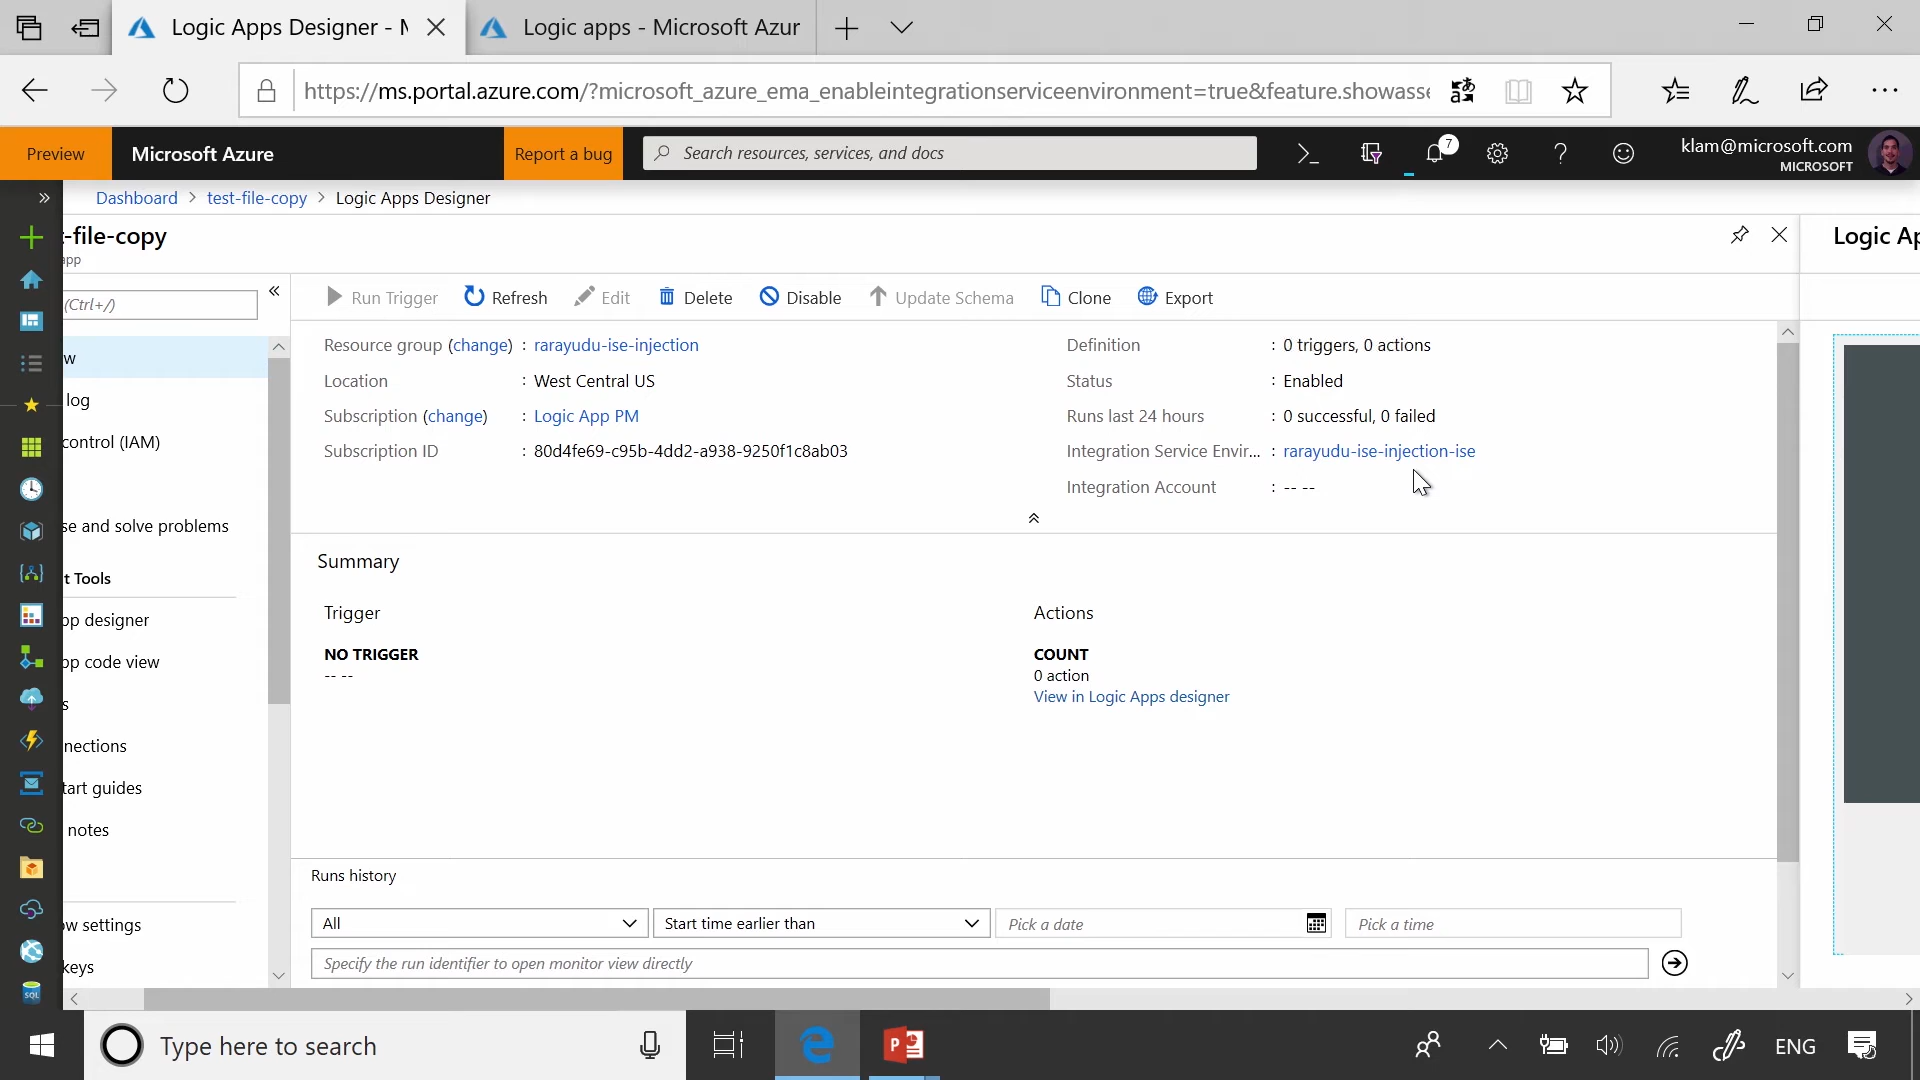 Logic Apps Designer - M
Logic apps - Microsoft Azur
https://ms.portal.azure.com/?microsoft_azure_ema_enableintegrationserviceenvironment=true&feature.showasse
Preview
Microsoft Azure
Report a bug
Search resources, services, and docs
7
klam@microsoft.com
MICROSOFT
Dashboard > test-file-copy > Logic Apps Designer
-file-copy
app
Logic Ap
(Ctrl+/)
Run Trigger Refresh Edit Delete Disable Update Schema Clone Export
w
log
control (IAM)
se and solve problems
t Tools
pp designer
pp code view
s
nections
tart guides
notes
ow settings
keys
Resource group (change) : rarayudu-ise-injection
Location : West Central US
Subscription (change) : Logic App PM
Subscription ID : 80d4fe69-c95b-4dd2-a938-9250f1c8ab03
Definition : 0 triggers, 0 actions
Status : Enabled
Runs last 24 hours : 0 successful, 0 failed
Integration Service Envir... : rarayudu-ise-injection-ise
Integration Account : -- --
Summary
Trigger
NO TRIGGER
-- --
Actions
COUNT
0 action
View in Logic Apps designer
Runs history
All
Start time earlier than
Pick a date
Pick a time
Specify the run identifier to open monitor view directly
SQL
Type here to search
P
ENG